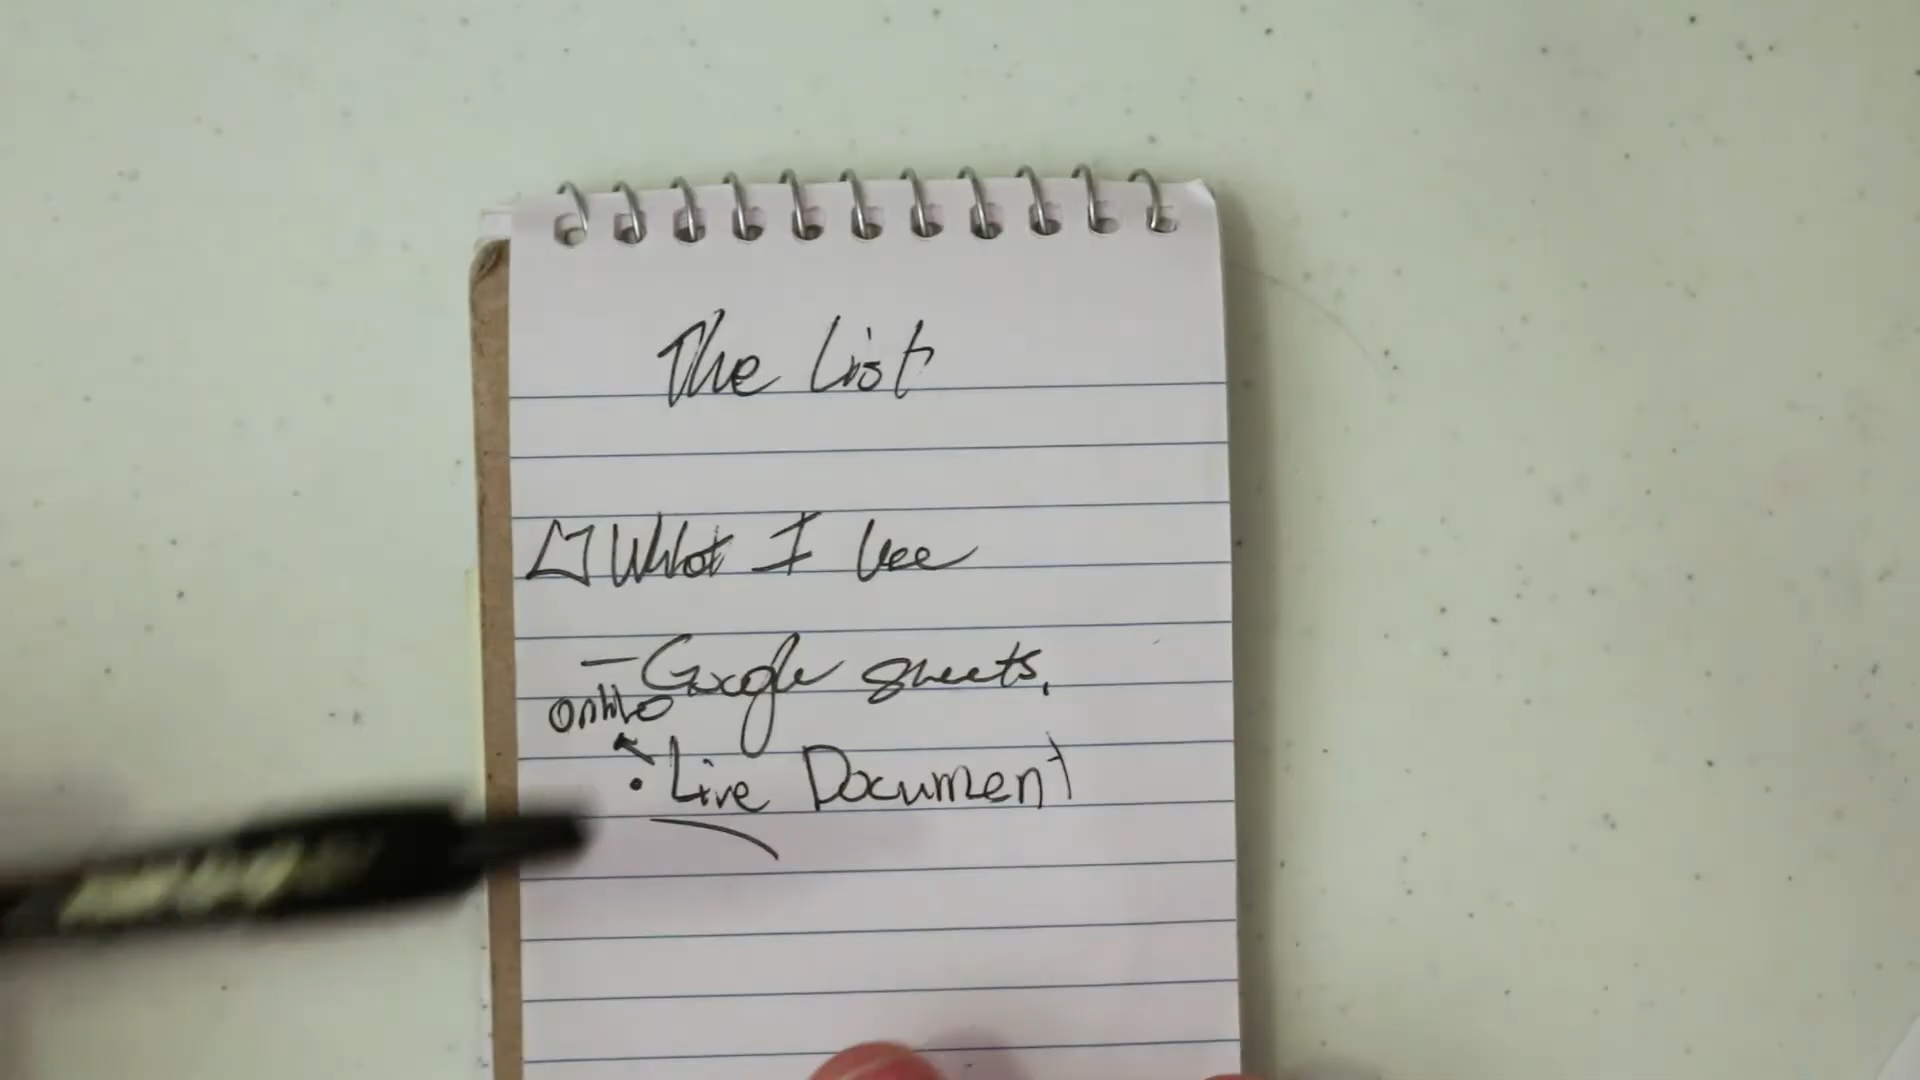 The List
What I Use
- Google Sheets,
online
• Live Document